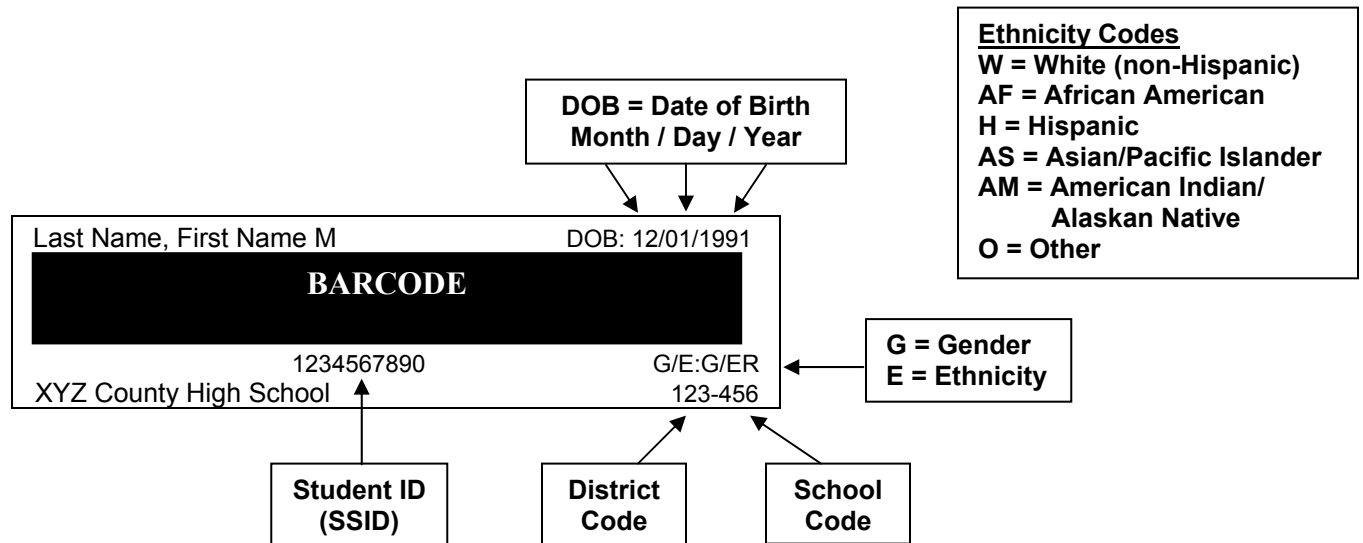 Ethnicity Codes
W = White (non-Hispanic)
AF = African American
H = Hispanic
AS = Asian/Pacific Islander
AM = American Indian/
Alaskan Native
O = Other
DOB = Date of Birth
Month / Day / Year
Last Name, First Name M DOB: 12/01/1991
BARCODE
1234567890 G/E:G/ER
XYZ County High School 123-456
G = Gender
E = Ethnicity
Student ID
(SSID)
District
Code
School
Code